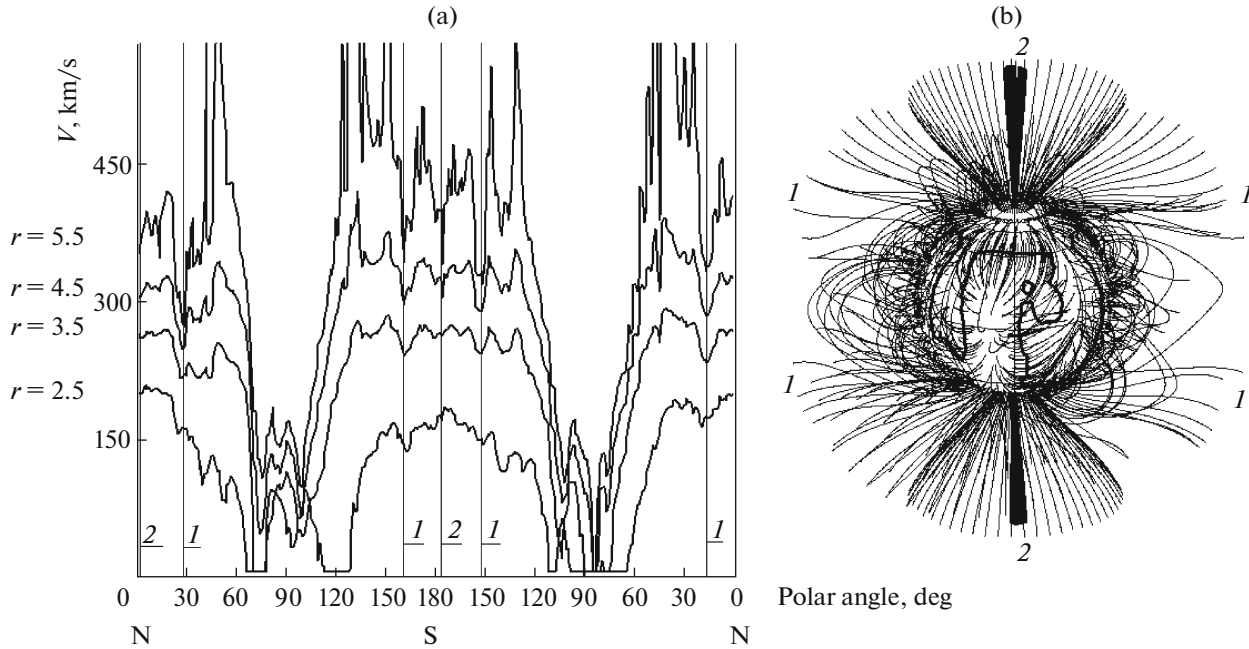 (a)
(b)
V, km/s
450
300
150
r = 5.5
r = 4.5
r = 3.5
r = 2.5
2 1 1 2 1 1
0 30 60 90 120 150 180 150 120 90 60 30 0
Polar angle, deg
N S N
2
1 1
1 1
2